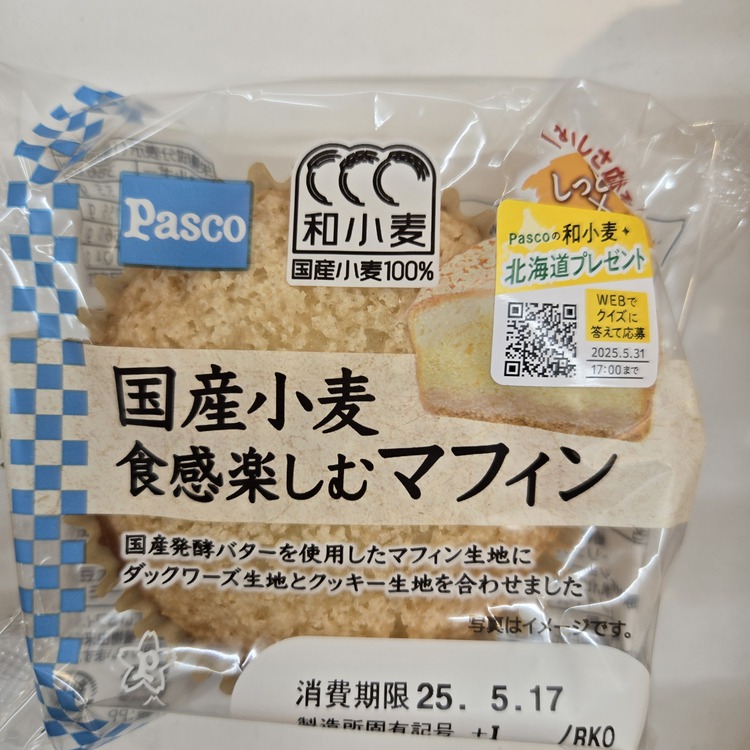 Pasco
和小麦
国産小麦100%
しっと
×
Pascoの和小麦
北海道プレゼント
WEBで
クイズに
答えて応募
2025.5.31
17:00まで
国産小麦
食感楽しむマフィン
国産発酵バターを使用したマフィン生地に
ダックワーズ生地とクッキー生地を合わせました
写真はイメージです。
消費期限 25. 5.17
製造所固有記号 +I /RKO